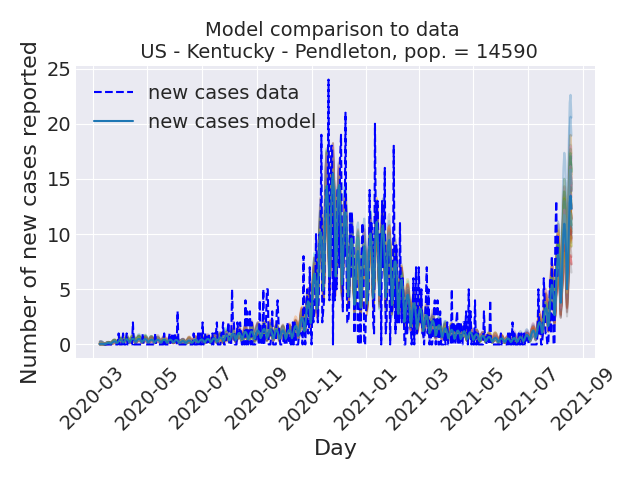 Model comparison to data
US - Kentucky - Pendleton, pop. = 14590
Number of new cases reported
25
20
15
10
5
0
new cases data
new cases model
2020-03
2020-05
2020-07
2020-09
2020-11
2021-01
2021-03
2021-05
2021-07
2021-09
Day